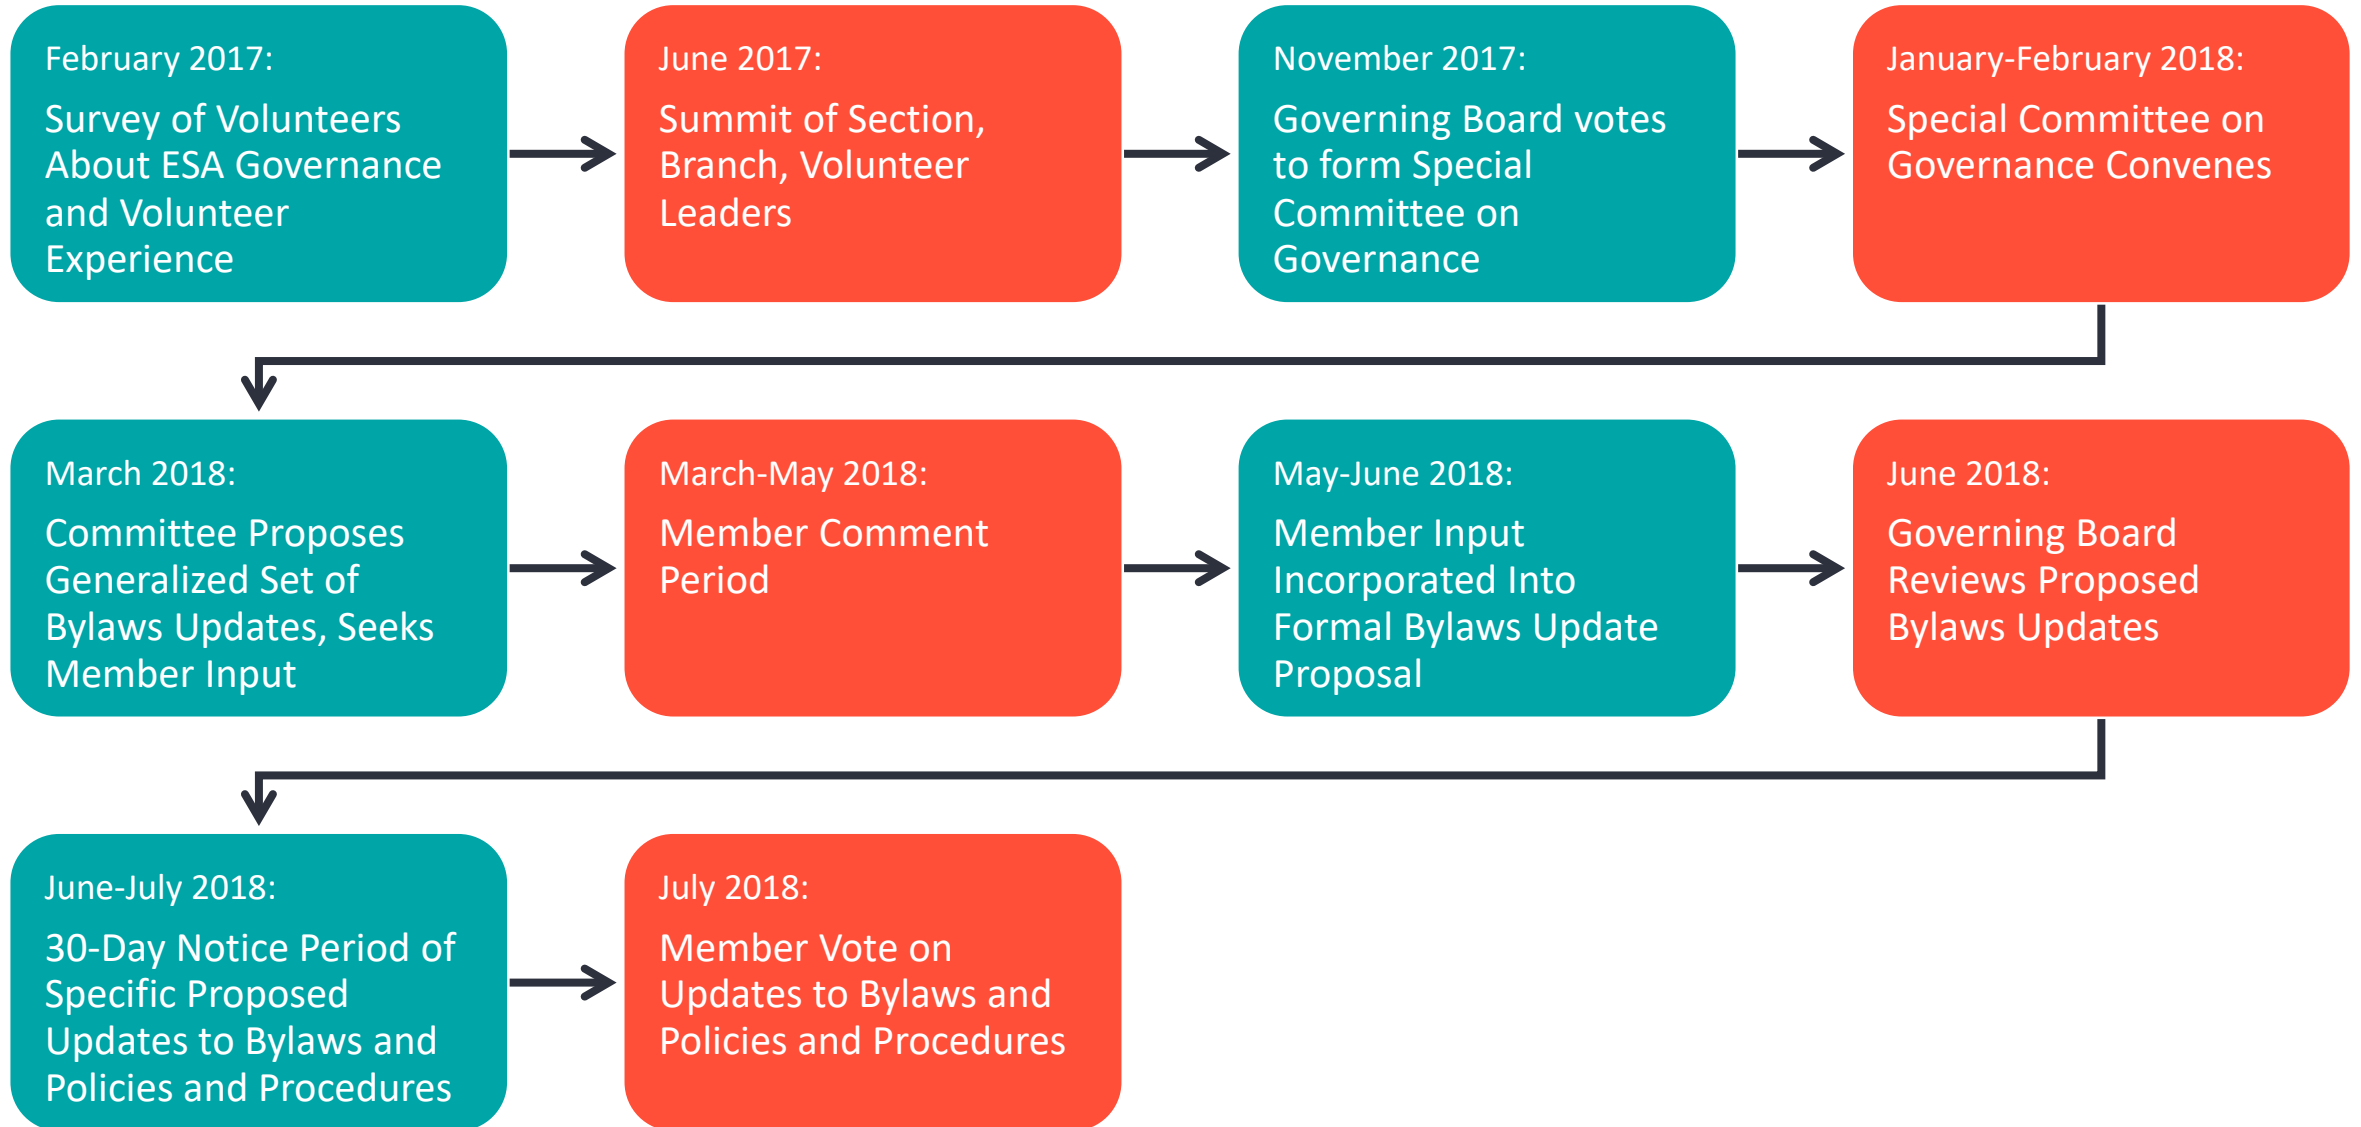 February 2017:
Survey of Volunteers
About ESA Governance
and Volunteer
Experience
June 2017:
Summit of Section,
Branch, Volunteer
Leaders
November 2017:
Governing Board votes
to form Special
Committee on
Governance
January-February 2018:
Special Committee on
Governance Convenes
March 2018:
Committee Proposes
Generalized Set of
Bylaws Updates, Seeks
Member Input
March-May 2018:
Member Comment
Period
May-June 2018:
Member Input
Incorporated Into
Formal Bylaws Update
Proposal
June 2018:
Governing Board
Reviews Proposed
Bylaws Updates
June-July 2018:
30-Day Notice Period of
Specific Proposed
Updates to Bylaws and
Policies and Procedures
July 2018:
Member Vote on
Updates to Bylaws and
Policies and Procedures